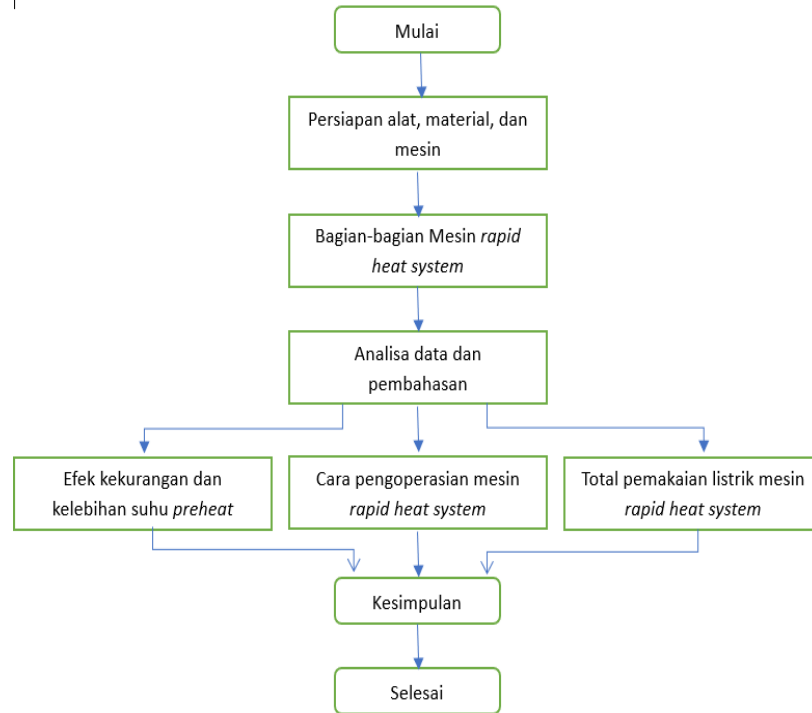 Mulai
Persiapan alat, material, dan
mesin
Bagian-bagian Mesin rapid
heat system
Analisa data dan
pembahasan
Efek kekurangan dan
kelebihan suhu preheat
Cara pengoperasian mesin
rapid heat system
Total pemakaian listrik mesin
rapid heat system
Kesimpulan
Selesai